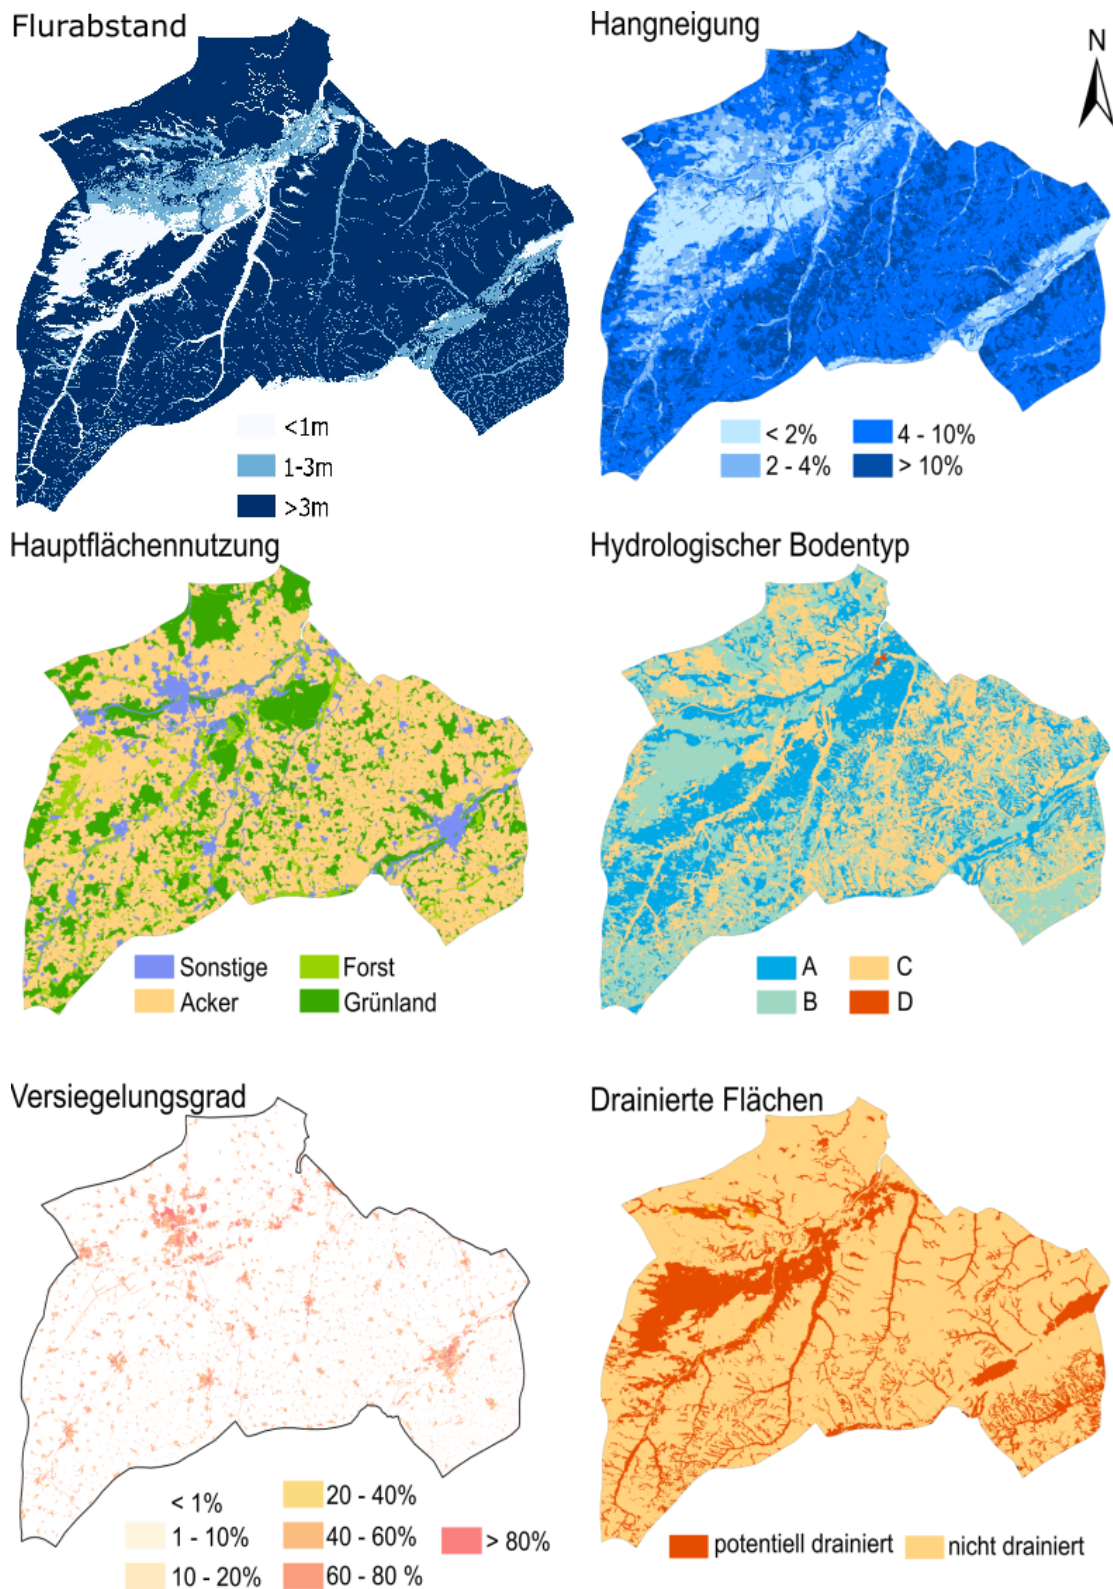 Flurabstand
<1m
1-3m
>3m
Hangneigung
N
< 2%
2 - 4%
4 - 10%
> 10%
Hauptflächennutzung
Sonstige
Acker
Forst
Grünland
Hydrologischer Bodentyp
A
B
C
D
Versiegelungsgrad
< 1%
1 - 10%
10 - 20%
20 - 40%
40 - 60%
60 - 80 %
> 80%
Drainierte Flächen
potentiell drainiert
nicht drainiert